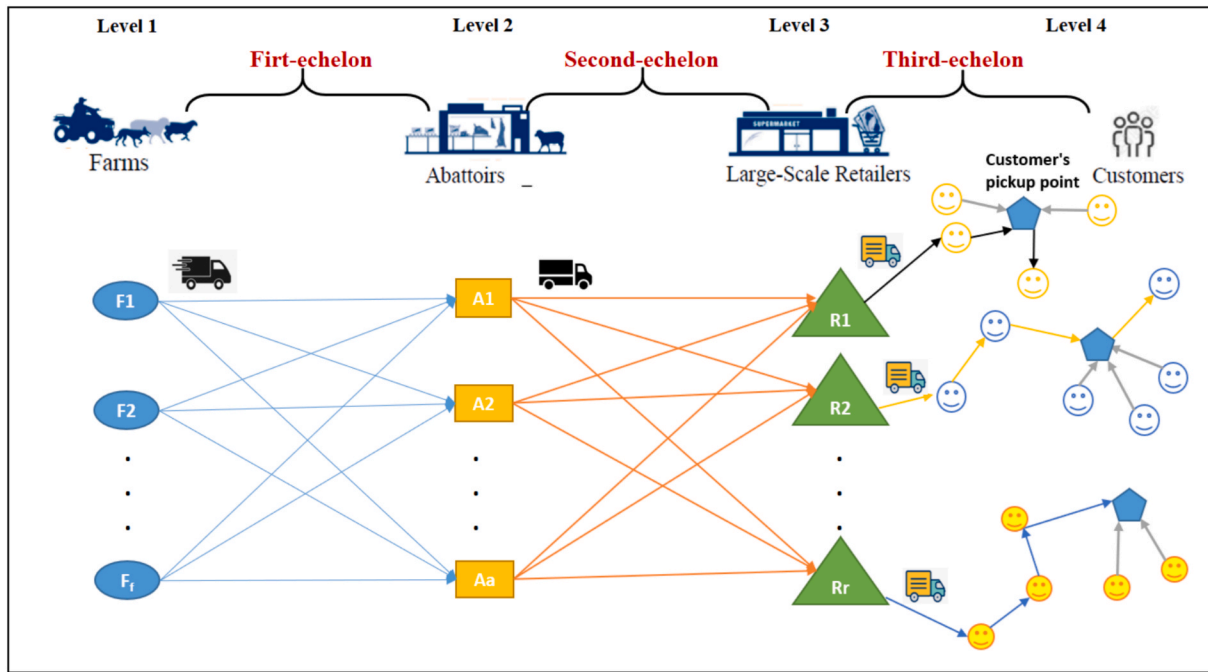 Level 1
Level 2
Level 3
Level 4
Firt-echelon
Second-echelon
Third-echelon
SUPERMARKET
Farms
Abattoirs _
Large-Scale Retailers
Customer's
pickup point
Customers
F1
A1
R1
F2
A2
R2
Ff
Aa
Rr